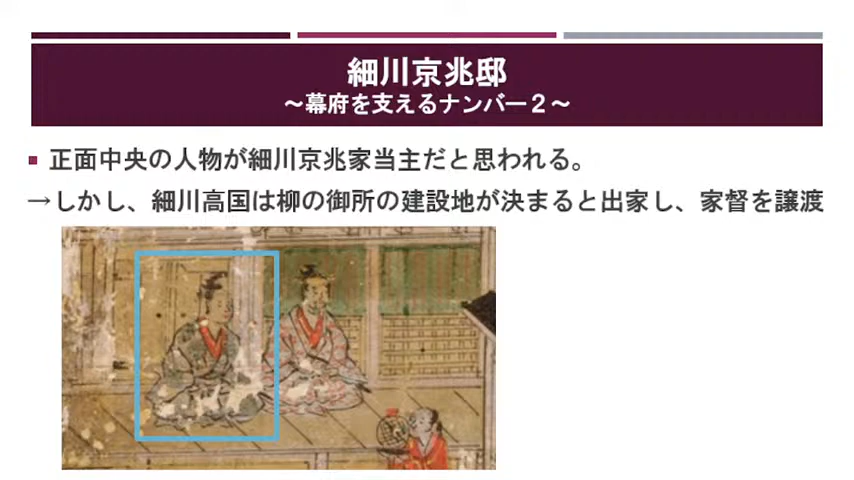 細川京兆邸
～幕府を支えるナンバー２～
正面中央の人物が細川京兆家当主だと思われる。
→しかし、細川高国は柳の御所の建設地が決まると出家し、家督を譲渡